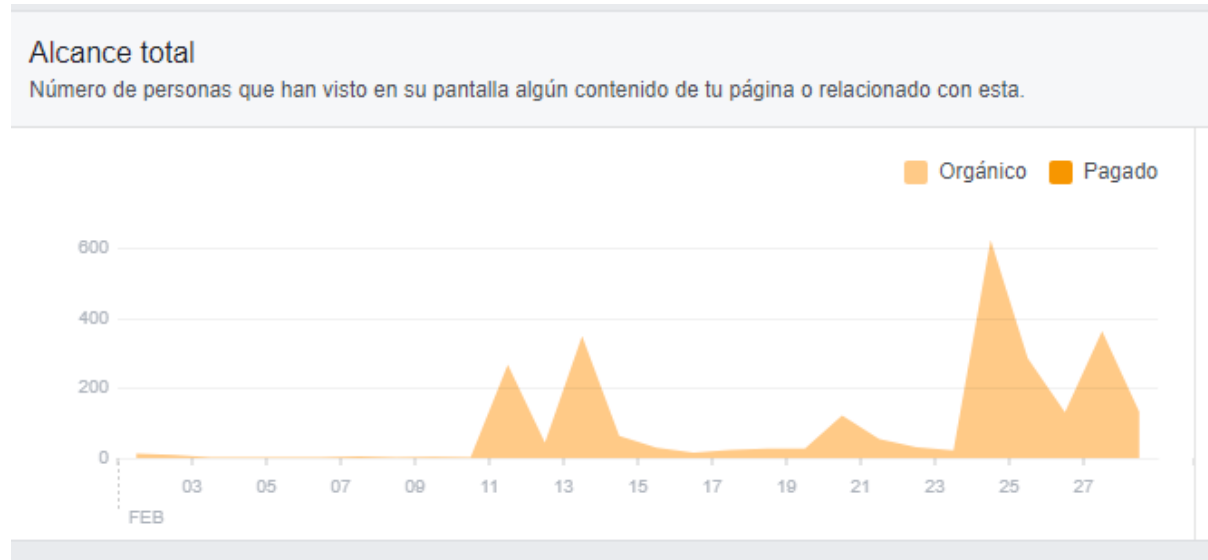 Alcance total
Número de personas que han visto en su pantalla algún contenido de tu página o relacionado con esta.
Orgánico Pagado
600
400
200
0
03 05 07 09 11 13 15 17 19 21 23 25 27
FEB